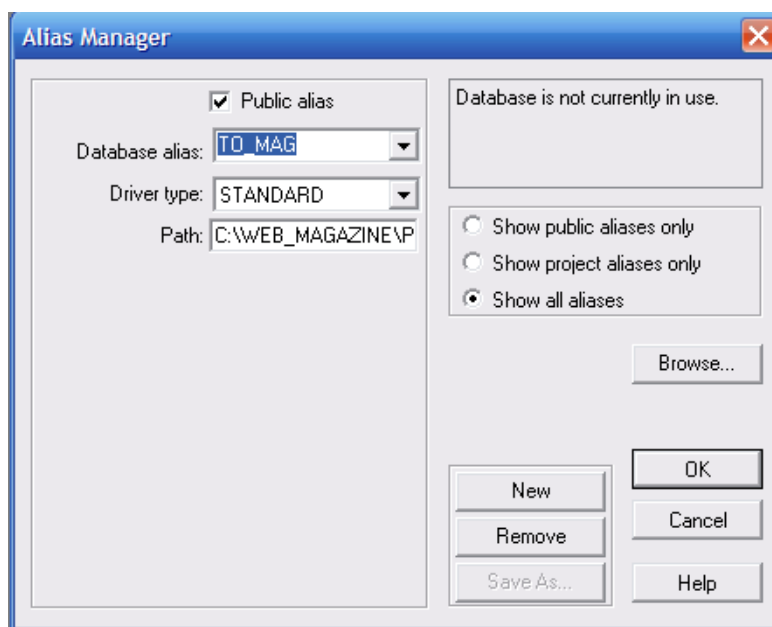 Alias Manager
Public alias
Database alias: TO_MAG
Driver type: STANDARD
Path: C:\WEB_MAGAZINE\P
Database is not currently in use.
Show public aliases only
Show project aliases only
Show all aliases
Browse...
New
Remove
Save As...
OK
Cancel
Help